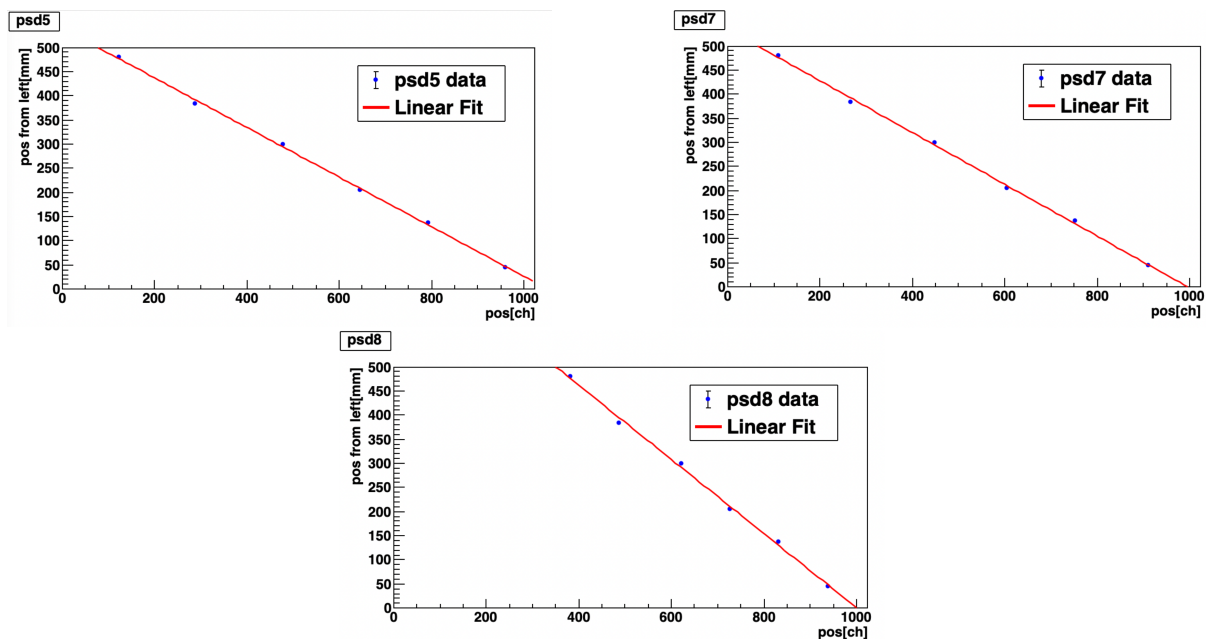 psd5
pos from left[mm]
500
450
400
350
300
250
200
150
100
50
0
psd5 data
Linear Fit
0 200 400 600 800 1000
pos[ch]
psd7
pos from left[mm]
500
450
400
350
300
250
200
150
100
50
0
psd7 data
Linear Fit
0 200 400 600 800 1000
pos[ch]
psd8
pos from left[mm]
500
450
400
350
300
250
200
150
100
50
0
psd8 data
Linear Fit
0 200 400 600 800 1000
pos[ch]